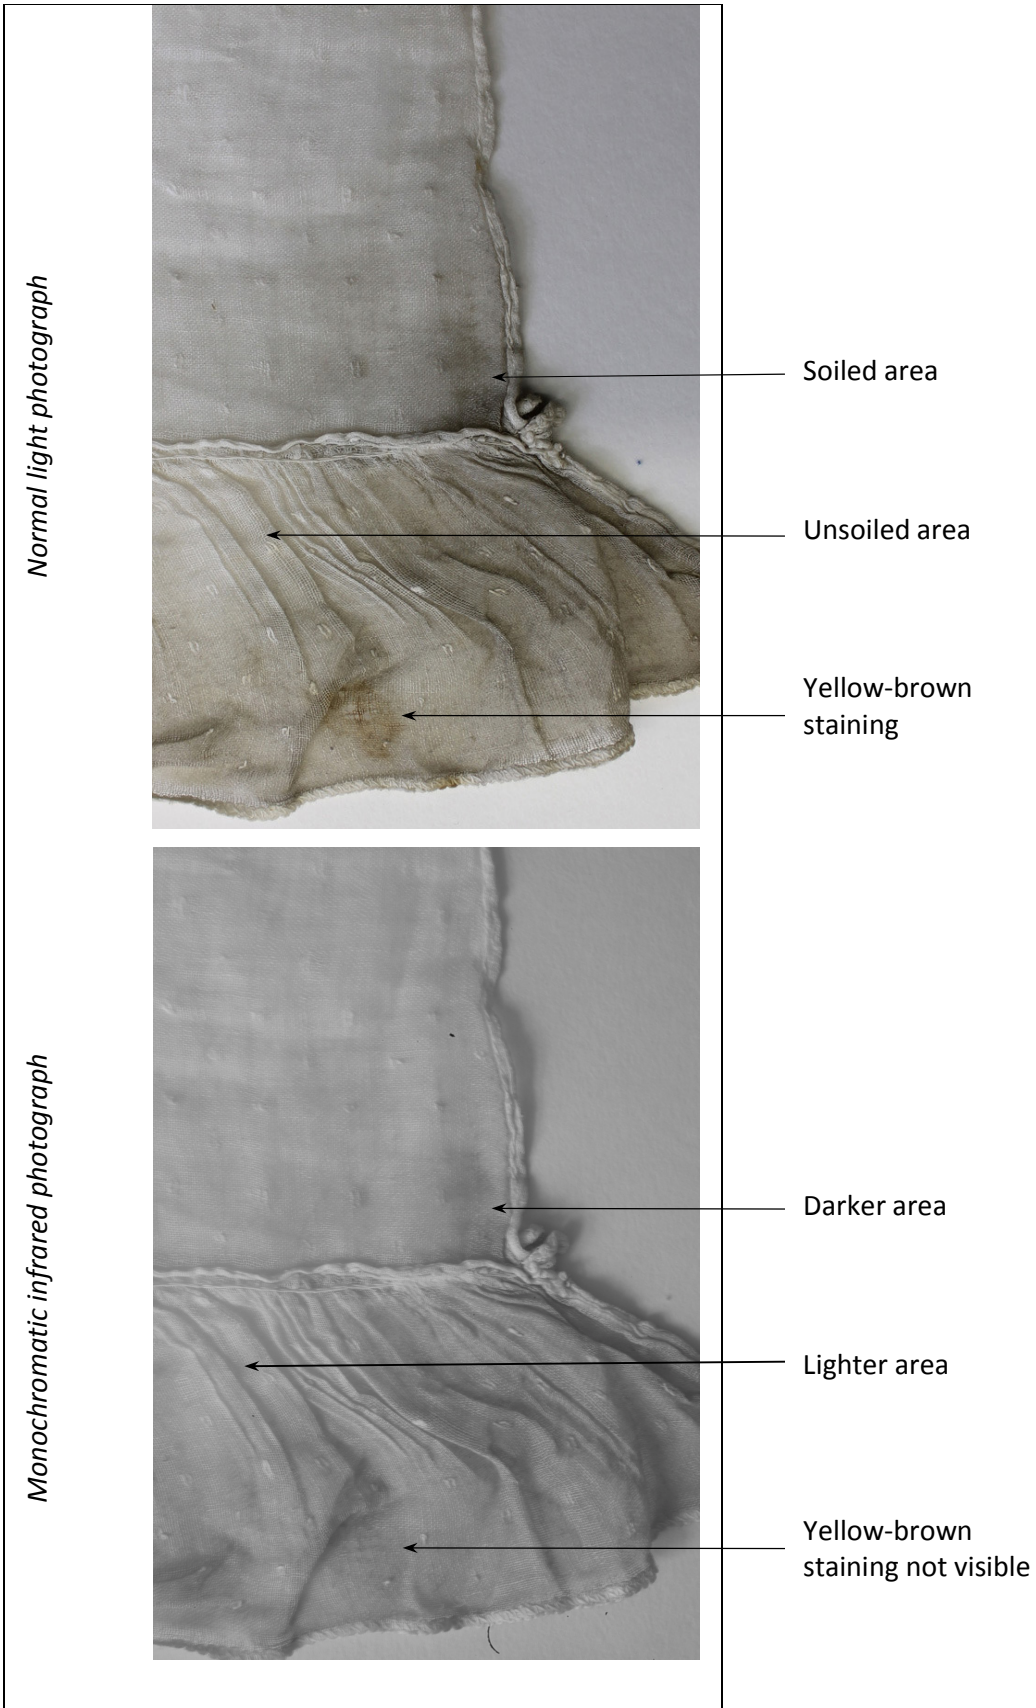 Normal light photograph
Soiled area
Unsoiled area
Yellow-brown
staining
Monochromatic infrared photograph
Darker area
Lighter area
Yellow-brown
staining not visible